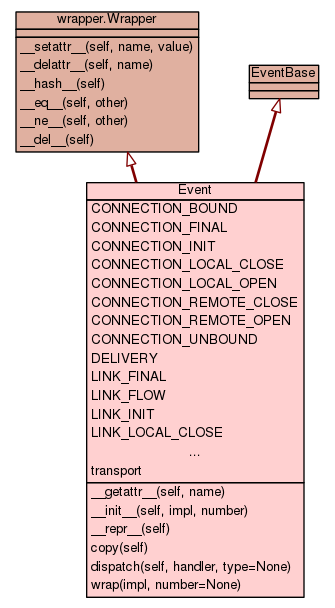 wrapper.Wrapper
__setattr__(self, name, value)
__delattr__(self, name)
__hash__(self)
__eq__(self, other)
__ne__(self, other)
__del__(self)
EventBase
Event
CONNECTION_BOUND
CONNECTION_FINAL
CONNECTION_INIT
CONNECTION_LOCAL_CLOSE
CONNECTION_LOCAL_OPEN
CONNECTION_REMOTE_CLOSE
CONNECTION_REMOTE_OPEN
CONNECTION_UNBOUND
DELIVERY
LINK_FINAL
LINK_FLOW
LINK_INIT
LINK_LOCAL_CLOSE
...
transport
__getattr__(self, name)
__init__(self, impl, number)
__repr__(self)
copy(self)
dispatch(self, handler, type=None)
wrap(impl, number=None)